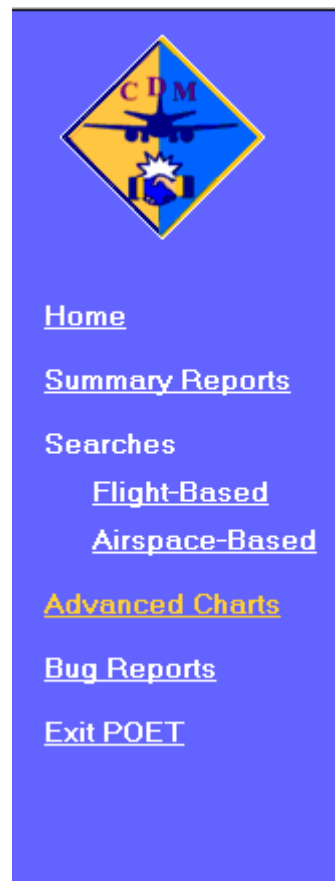 CDM
Home
Summary Reports
Searches
Flight-Based
Airspace-Based
Advanced Charts
Bug Reports
Exit POET